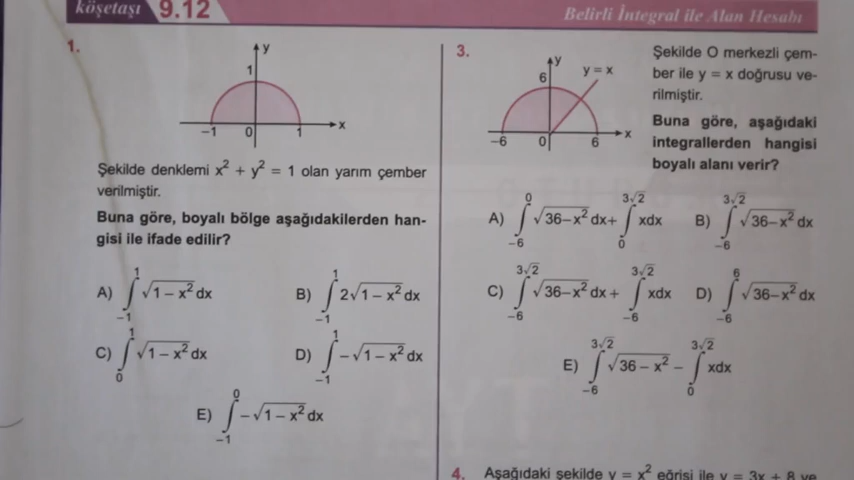 köşetaşı 9.12
Belirli İntegral ile Alan Hesabı
1.
y
1
-1 0 1 x
Şekilde denklemi x² + y² = 1 olan yarım çember
verilmiştir.
Buna göre, boyalı bölge aşağıdakilerden han-
gisi ile ifade edilir?
A) ∫₋₁¹ √(1 – x²) dx
B) ∫₋₁¹ 2√(1 – x²) dx
C) ∫₀¹ √(1 – x²) dx
D) ∫₋₁¹ –√(1 – x²) dx
E) ∫₋₁⁰ –√(1 – x²) dx
3.
y
6
y = x
-6 0 6 x
Şekilde O merkezli çem-
ber ile y = x doğrusu ve-
rilmiştir.
Buna göre, aşağıdaki
integrallerden hangisi
boyalı alanı verir?
A) ∫₋₆⁰ √(36–x²) dx + ∫₀^(3√2) xdx
B) ∫₋₆^(3√2) √(36–x²) dx
C) ∫₋₆^(3√2) √(36–x²) dx + ∫₋₆^(3√2) xdx
D) ∫₋₆⁶ √(36–x²) dx
E) ∫₋₆^(3√2) √(36 – x²) – ∫₀^(3√2) xdx
4. Aşağıdaki şekilde y = x² eğrisi ile y = 3x + 8 ve